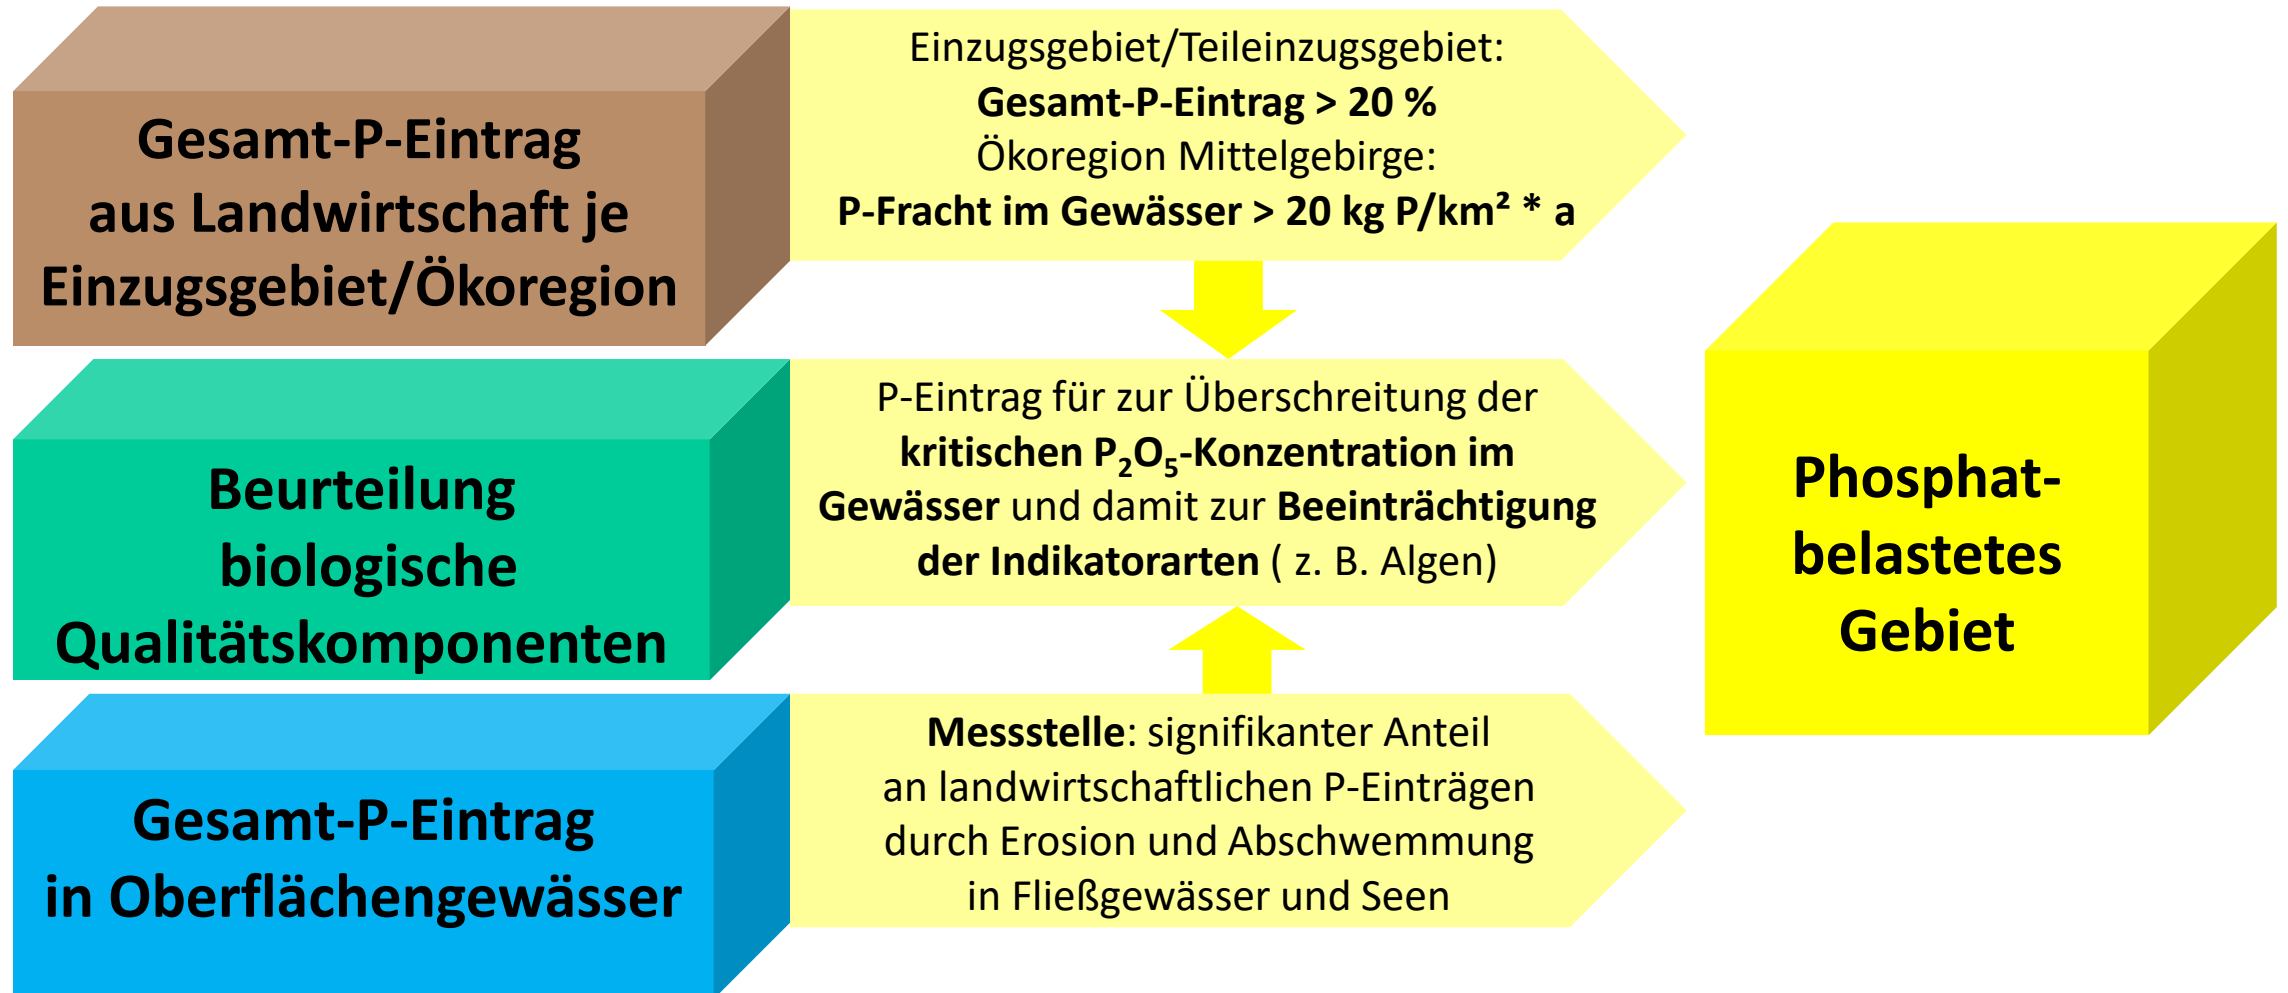 Gesamt-P-Eintrag
aus Landwirtschaft je
Einzugsgebiet/Ökoregion
Einzugsgebiet/Teileinzugsgebiet:
Gesamt-P-Eintrag > 20 %
Ökoregion Mittelgebirge:
P-Fracht im Gewässer > 20 kg P/km² * a
Beurteilung
biologische
Qualitätskomponenten
P-Eintrag für zur Überschreitung der
kritischen P₂O₅-Konzentration im
Gewässer und damit zur Beeinträchtigung
der Indikatorarten ( z. B. Algen)
Gesamt-P-Eintrag
in Oberflächengewässer
Messstelle: signifikanter Anteil
an landwirtschaftlichen P-Einträgen
durch Erosion und Abschwemmung
in Fließgewässer und Seen
Phosphat-
belastetes
Gebiet